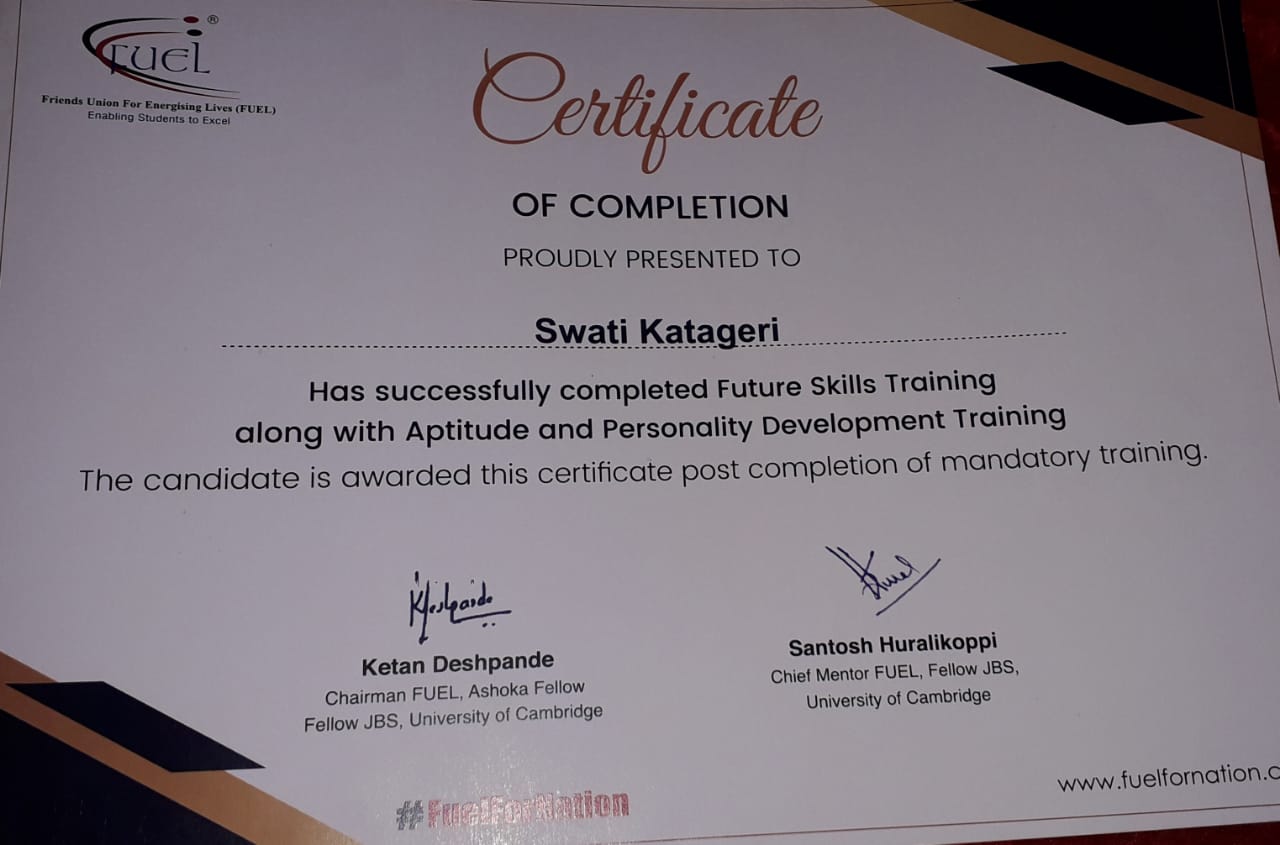 FUEL ®
Friends Union For Energising Lives (FUEL)
Enabling Students to Excel
Certificate
OF COMPLETION
PROUDLY PRESENTED TO
Swati Katageri
Has successfully completed Future Skills Training
along with Aptitude and Personality Development Training
The candidate is awarded this certificate post completion of mandatory training.
KDeshpande
Ketan Deshpande
Chairman FUEL, Ashoka Fellow
Fellow JBS, University of Cambridge
Santosh Huralikoppi
Chief Mentor FUEL, Fellow JBS,
University of Cambridge
#FuelForNation
www.fuelfornation.c